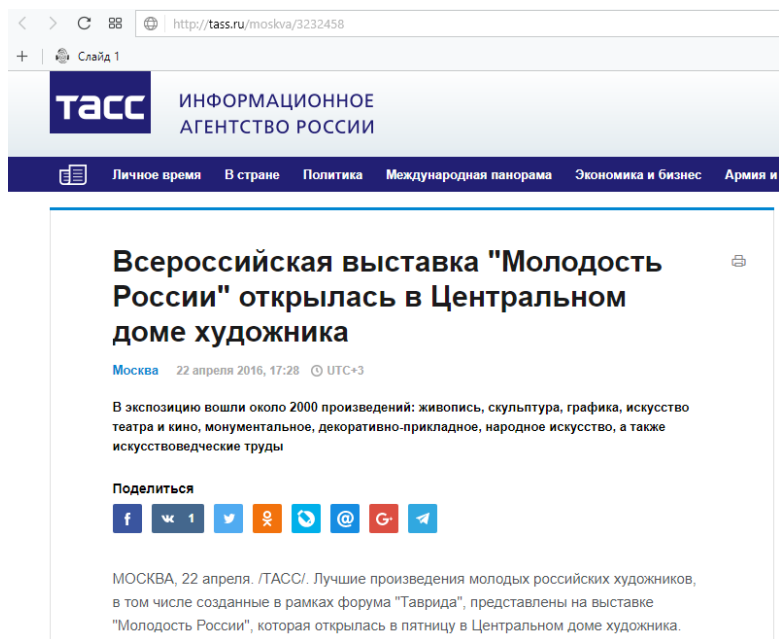 http://tass.ru/moskva/3232458
Слайд 1
ТАСС
ИНФОРМАЦИОННОЕ
АГЕНТСТВО РОССИИ
Личное время В стране Политика Международная панорама Экономика и бизнес Армия и
Всероссийская выставка "Молодость
России" открылась в Центральном
доме художника
Москва 22 апреля 2016, 17:28 UTC+3
В экспозицию вошли около 2000 произведений: живопись, скульптура, графика, искусство
театра и кино, монументальное, декоративно-прикладное, народное искусство, а также
искусствоведческие труды
Поделиться
1
МОСКВА, 22 апреля. /ТАСС/. Лучшие произведения молодых российских художников,
в том числе созданные в рамках форума "Таврида", представлены на выставке
"Молодость России", которая открылась в пятницу в Центральном доме художника.